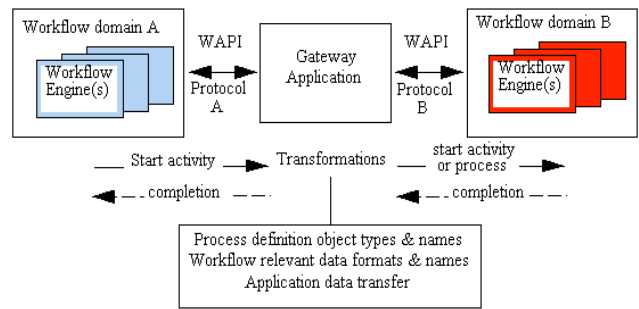 Workflow domain A
Workflow
Engine(s)
WAPI
Protocol
A
Gateway
Application
WAPI
Protocol
B
Workflow domain B
Workflow
Engine(s)
Start activity
Transformations
start activity
or process
completion
completion
Process definition object types & names
Workflow relevant data formats & names
Application data transfer